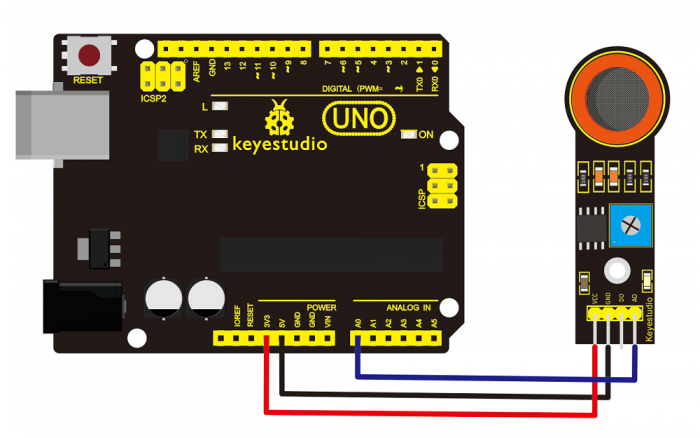 RESET
ICSP2
AREF
GND
13
12
~11
~10
~9
8
7
~6
~5
4
~3
2
TX0▶1
RX0◀0
DIGITAL (PWM= ~)
L
TX
RX
keyestudio
UNO
ON
1
ICSP
POWER
ANALOG IN
IOREF
RESET
3V3
5V
GND
GND
VIN
A0
A1
A2
A3
A4
A5
VCC
GND
DO
AO
Keyestudio